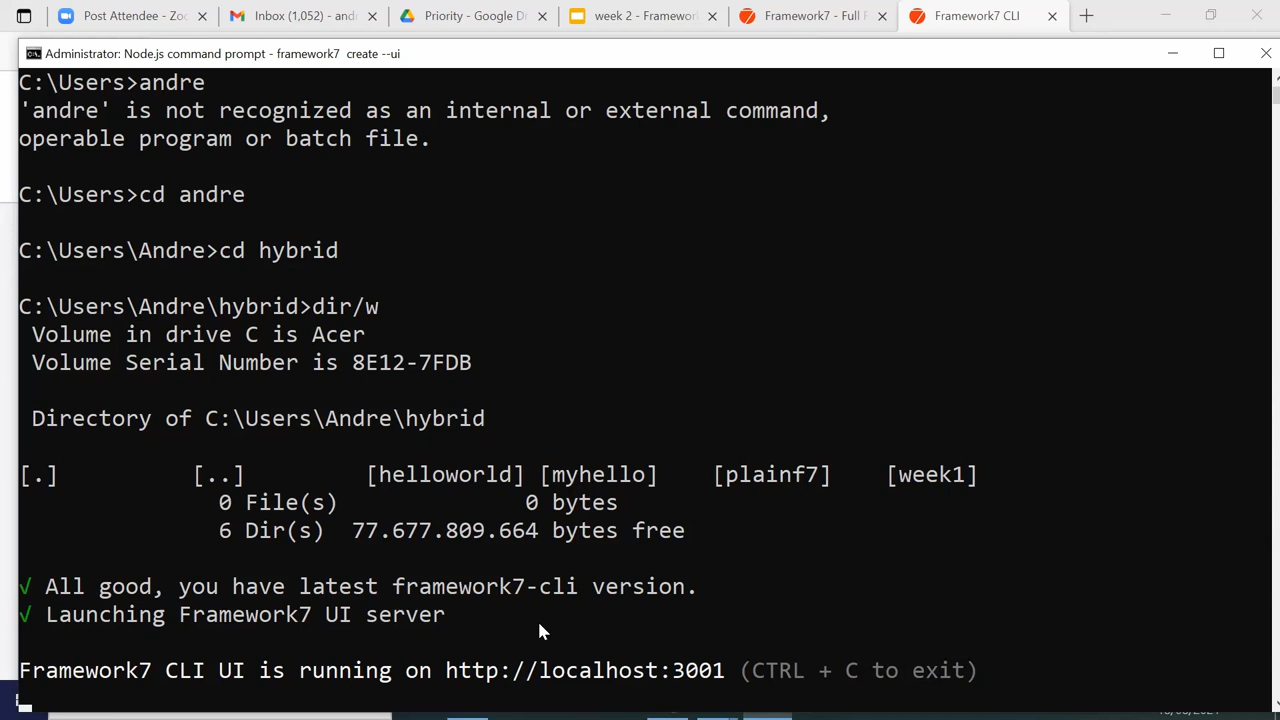 Post Attendee - Zo
Inbox (1,052) - and
Priority - Google Dr
week 2 - Framewor
Framework7 - Full F
Framework7 CLI
Administrator: Node.js command prompt - framework7 create --ui
C:\Users>andre
'andre' is not recognized as an internal or external command,
operable program or batch file.
C:\Users>cd andre
C:\Users\Andre>cd hybrid
C:\Users\Andre\hybrid>dir/w
Volume in drive C is Acer
Volume Serial Number is 8E12-7FDB
Directory of C:\Users\Andre\hybrid
[.] [..] [helloworld] [myhello] [plainf7] [week1]
0 File(s) 0 bytes
6 Dir(s) 77.677.809.664 bytes free
√ All good, you have latest framework7-cli version.
√ Launching Framework7 UI server
Framework7 CLI UI is running on http://localhost:3001 (CTRL + C to exit)